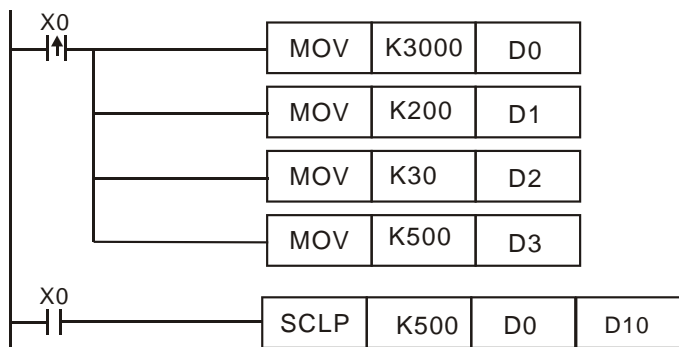 X0
MOV K3000 D0
MOV K200 D1
MOV K30 D2
MOV K500 D3
X0
SCLP K500 D0 D10